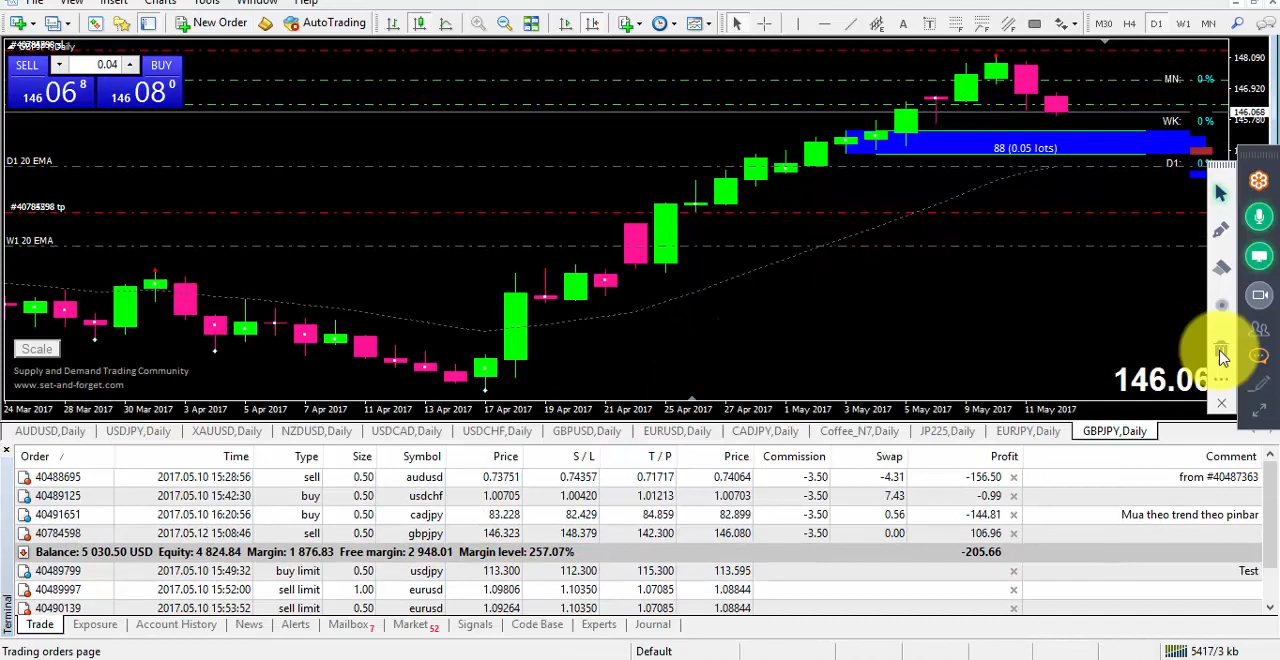 File View Insert Charts Tools Window Help
New Order AutoTrading M30 H4 D1 W1 MN
SELL 0.04 BUY
146 06 8 146 08 0
148.090
MN: 0 %
146.920
146.068
WK: 0 %
145.780
88 (0.05 lots)
D1 20 EMA
D1: 0
#40784598 tp
W1 20 EMA
Scale
Supply and Demand Trading Community
www.set-and-forget.com
146.06
24 Mar 2017 28 Mar 2017 30 Mar 2017 3 Apr 2017 5 Apr 2017 7 Apr 2017 11 Apr 2017 13 Apr 2017 17 Apr 2017 19 Apr 2017 21 Apr 2017 25 Apr 2017 27 Apr 2017 1 May 2017 3 May 2017 5 May 2017 9 May 2017 11 May 2017
AUDUSD,Daily USDJPY,Daily XAUUSD,Daily NZDUSD,Daily USDCAD,Daily USDCHF,Daily GBPUSD,Daily EURUSD,Daily CADJPY,Daily Coffee_N7,Daily JP225,Daily EURJPY,Daily GBPJPY,Daily
Order / Time Type Size Symbol Price S / L T / P Price Commission Swap Profit Comment
40488695 2017.05.10 15:28:56 sell 0.50 audusd 0.73751 0.74357 0.71717 0.74064 -3.50 -4.31 -156.50 from #40487363
40489125 2017.05.10 15:42:30 buy 0.50 usdchf 1.00705 1.00420 1.01213 1.00703 -3.50 7.43 -0.99
40491651 2017.05.10 16:20:56 buy 0.50 cadjpy 83.228 82.429 84.859 82.899 -3.50 0.56 -144.81 Mua theo trend theo pinbar
40784598 2017.05.12 15:08:46 sell 0.50 gbpjpy 146.323 148.379 142.300 146.080 -3.50 0.00 106.96
Balance: 5 030.50 USD Equity: 4 824.84 Margin: 1 876.83 Free margin: 2 948.01 Margin level: 257.07% -205.66
40489799 2017.05.10 15:49:32 buy limit 0.50 usdjpy 113.300 112.300 115.300 113.595 Test
40489997 2017.05.10 15:52:00 sell limit 1.00 eurusd 1.09806 1.10350 1.07085 1.08844
40490139 2017.05.10 15:53:52 sell limit 0.50 eurusd 1.09264 1.10350 1.07085 1.08844
Terminal
Trade Exposure Account History News Alerts Mailbox 7 Market 52 Signals Code Base Experts Journal
Trading orders page Default 5417/3 kb